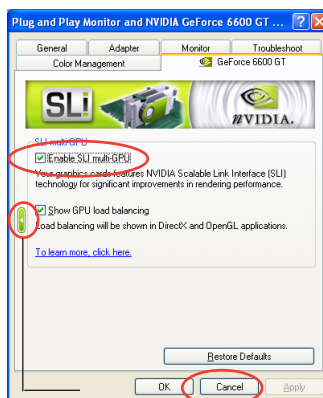 Plug and Play Monitor and NVIDIA GeForce 6600 GT ...
General Adapter Monitor Troubleshoot
Color Management GeForce 6600 GT
SLI
NVIDIA.
SLI multi-GPU
Enable SLI multi-GPU
Your graphics cards features NVIDIA Scalable Link Interface (SLI)
technology for significant improvements in rendering performance.
Show GPU load balancing
Load balancing will be shown in DirectX and OpenGL applications.
To learn more, click here.
Restore Defaults
OK Cancel Apply